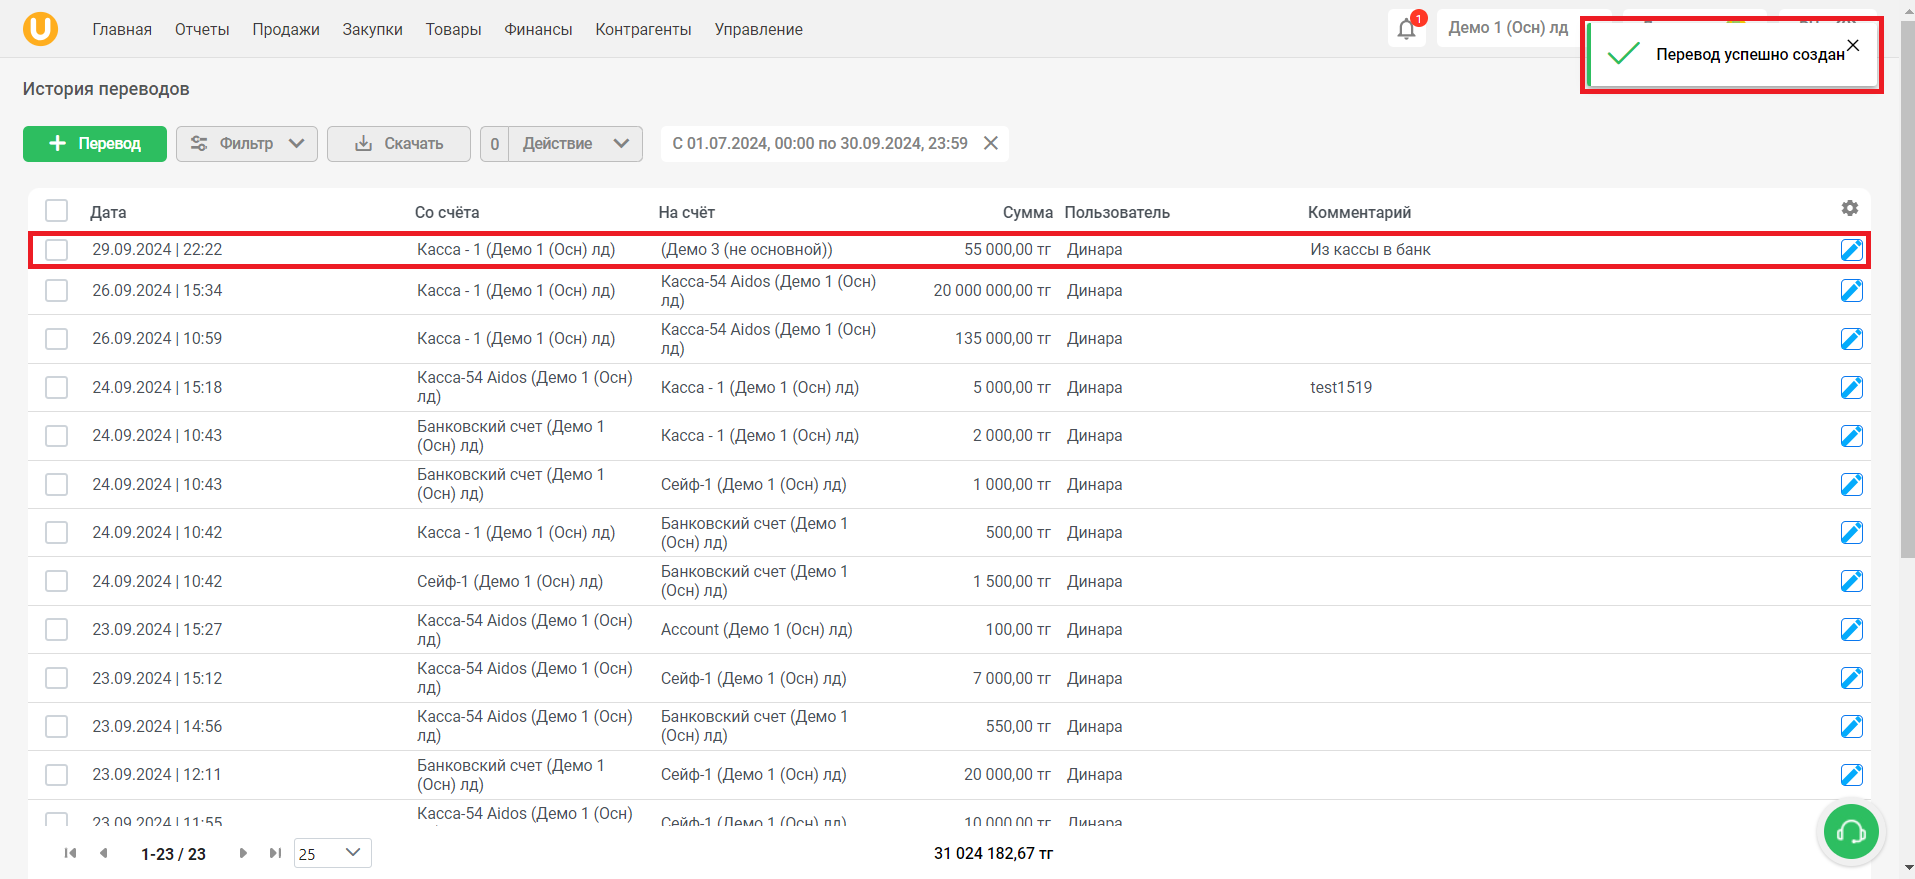 U
Главная Отчеты Продажи Закупки Товары Финансы Контрагенты Управление
1
Демо 1 (Осн) лд
Перевод успешно создан
История переводов
Перевод
Фильтр
Скачать
0 Действие
С 01.07.2024, 00:00 по 30.09.2024, 23:59
Дата Со счёта На счёт Сумма Пользователь Комментарий
29.09.2024 | 22:22 Касса - 1 (Демо 1 (Осн) лд) (Демо 3 (не основной)) 55 000,00 тг Динара Из кассы в банк
26.09.2024 | 15:34 Касса - 1 (Демо 1 (Осн) лд) Касса-54 Aidos (Демо 1 (Осн) 20 000 000,00 тг Динара
лд)
26.09.2024 | 10:59 Касса - 1 (Демо 1 (Осн) лд) Касса-54 Aidos (Демо 1 (Осн) 135 000,00 тг Динара
лд)
24.09.2024 | 15:18 Касса-54 Aidos (Демо 1 (Осн) Касса - 1 (Демо 1 (Осн) лд) 5 000,00 тг Динара test1519
лд)
24.09.2024 | 10:43 Банковский счет (Демо 1 Касса - 1 (Демо 1 (Осн) лд) 2 000,00 тг Динара
(Осн) лд)
24.09.2024 | 10:43 Банковский счет (Демо 1 Сейф-1 (Демо 1 (Осн) лд) 1 000,00 тг Динара
(Осн) лд)
24.09.2024 | 10:42 Касса - 1 (Демо 1 (Осн) лд) Банковский счет (Демо 1 500,00 тг Динара
(Осн) лд)
24.09.2024 | 10:42 Сейф-1 (Демо 1 (Осн) лд) Банковский счет (Демо 1 1 500,00 тг Динара
(Осн) лд)
23.09.2024 | 15:27 Касса-54 Aidos (Демо 1 (Осн) Account (Демо 1 (Осн) лд) 100,00 тг Динара
лд)
23.09.2024 | 15:12 Касса-54 Aidos (Демо 1 (Осн) Сейф-1 (Демо 1 (Осн) лд) 7 000,00 тг Динара
лд)
23.09.2024 | 14:56 Касса-54 Aidos (Демо 1 (Осн) Банковский счет (Демо 1 550,00 тг Динара
лд) (Осн) лд)
23.09.2024 | 12:11 Банковский счет (Демо 1 Сейф-1 (Демо 1 (Осн) лд) 20 000,00 тг Динара
(Осн) лд)
23.09.2024 | 11:55 Касса-54 Aidos (Демо 1 (Осн) Сейф-1 (Демо 1 (Осн) лд) 10 000,00 тг Динара
1-23 / 23 25 31 024 182,67 тг